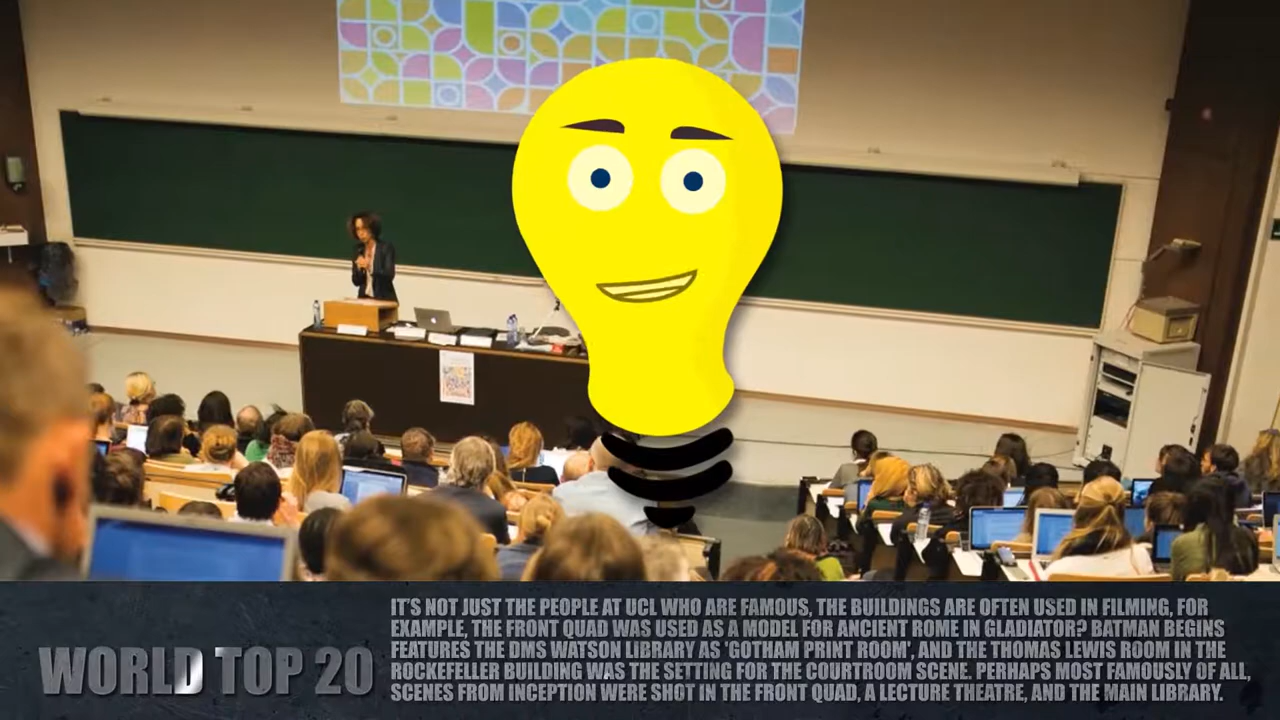 IT'S NOT JUST THE PEOPLE AT UCL WHO ARE FAMOUS, THE BUILDINGS ARE OFTEN USED IN FILMING, FOR
EXAMPLE, THE FRONT QUAD WAS USED AS A MODEL FOR ANCIENT ROME IN GLADIATOR? BATMAN BEGINS
FEATURES THE DMS WATSON LIBRARY AS 'GOTHAM PRINT ROOM', AND THE THOMAS LEWIS ROOM IN THE
ROCKEFELLER BUILDING WAS THE SETTING FOR THE COURTROOM SCENE. PERHAPS MOST FAMOUSLY OF ALL,
SCENES FROM INCEPTION WERE SHOT IN THE FRONT QUAD, A LECTURE THEATRE, AND THE MAIN LIBRARY.
WORLD TOP 20